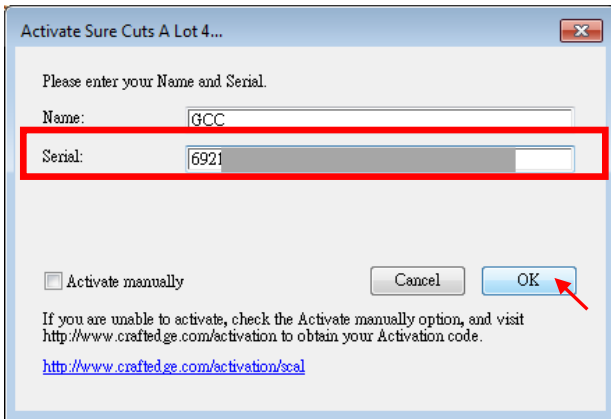 Activate Sure Cuts A Lot 4...
Please enter your Name and Serial.
Name:
GCC
Serial:
6921
Activate manually
Cancel
OK
If you are unable to activate, check the Activate manually option, and visit
http://www.craftedge.com/activation to obtain your Activation code.
http://www.craftedge.com/activation/scal